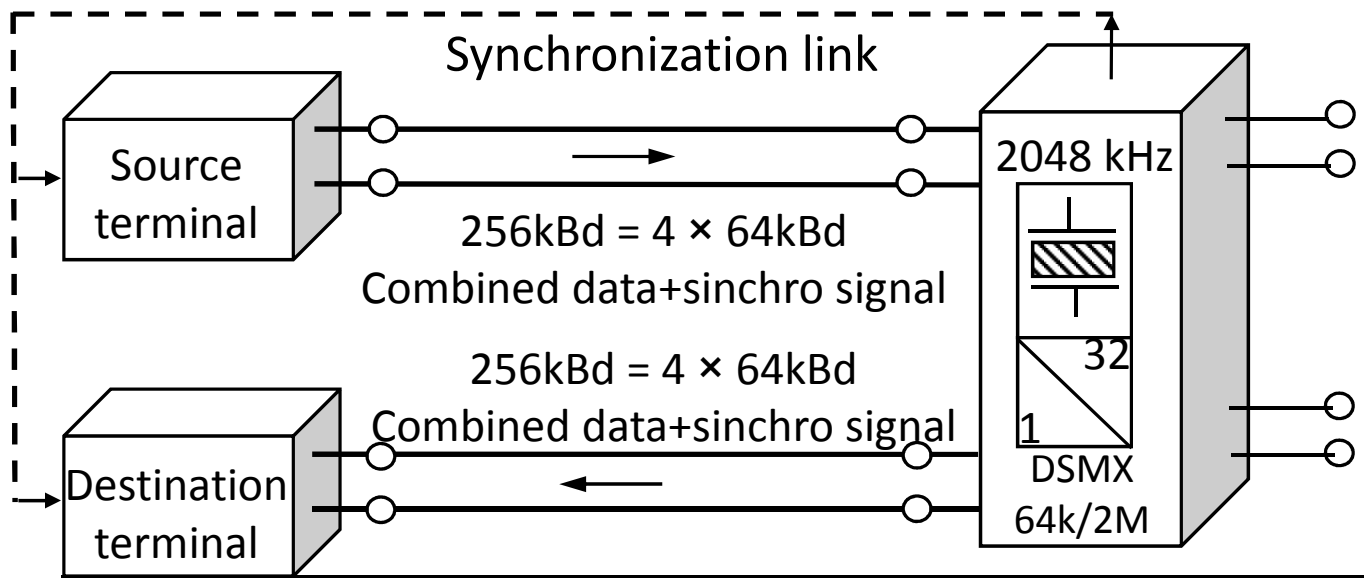 Synchronization link
Source
terminal
256kBd = 4 × 64kBd
Combined data+sinchro signal
2048 kHz
32
1
DSMX
64k/2M
256kBd = 4 × 64kBd
Combined data+sinchro signal
Destination
terminal